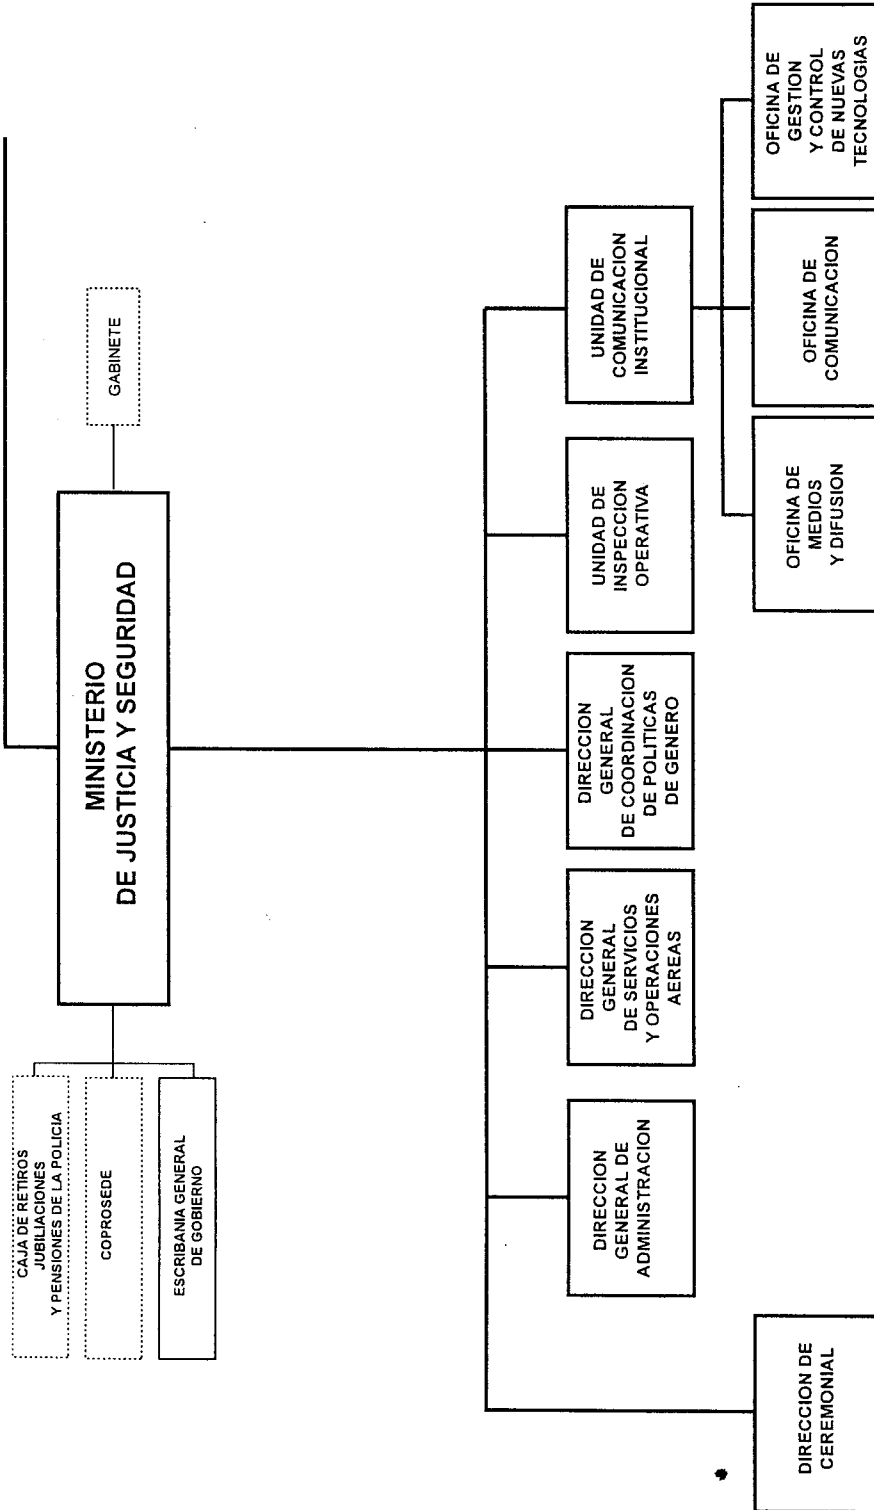 MINISTERIO
DE JUSTICIA Y SEGURIDAD
CAJA DE RETIROS
JUBILIACIONES
Y PENSIONES DE LA POLICIA
COPROSEDE
ESCRIBANIA GENERAL
DE GOBIERNO
GABINETE
DIRECCION DE
CEREMONIAL
DIRECCION
GENERAL DE
ADMINISTRACION
DIRECCION
GENERAL
DE SERVICIOS
Y OPERACIONES
AEREAS
DIRECCION
GENERAL
DE COORDINACION
DE POLITICAS
DE GENERO
UNIDAD DE
INSPECCION
OPERATIVA
UNIDAD DE
COMUNICACION
INSTITUCIONAL
OFICINA DE
MEDIOS
Y DIFUSION
OFICINA DE
COMUNICACION
OFICINA DE
GESTION
Y CONTROL
DE NUEVAS
TECNOLOGIAS